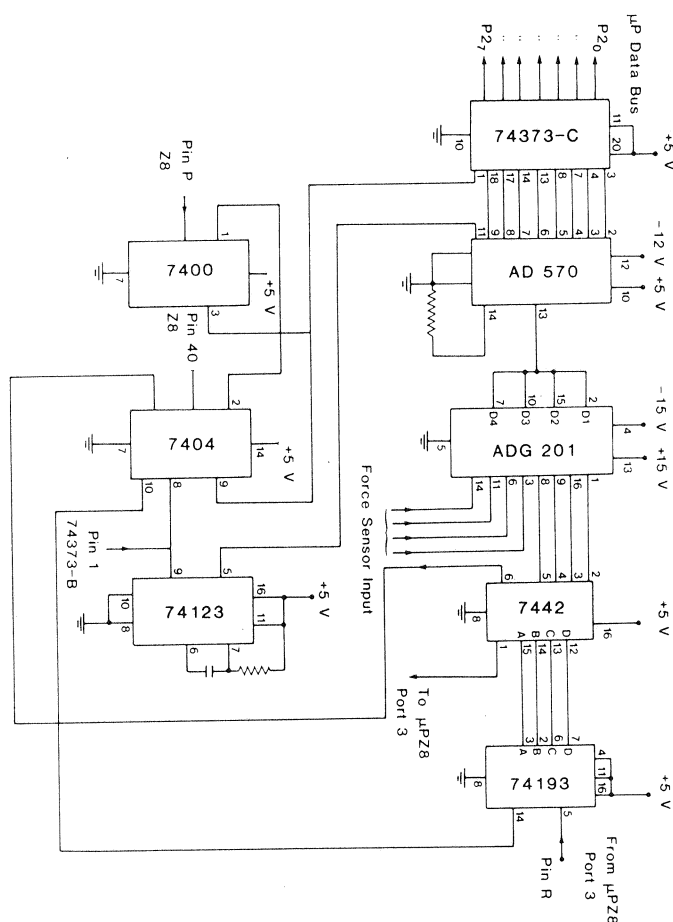 μP Data Bus
P2₀
P2₇
+5 V
11
20
74373-C
10
3
4
7
8
13
14
17
18
1
-12 V
+5 V
12
10
2
3
4
5
6
7
8
9
11
AD 570
13
14
-15 V
+15 V
4
13
2
15
10
7
D1
D2
D3
D4
ADG 201
5
1
16
9
8
3
6
11
14
Force Sensor Input
+5 V
16
2
3
4
5
6
7442
8
D
C
B
A
12
13
14
15
1
To μPZ8
Port 3
+5 V
4
11
16
7
6
2
3
D
C
B
A
74193
8
5
14
From μPZ8
Port 3
Pin R
Pin P
Z8
1
7400
7
3
+5 V
Pin 40
Z8
2
7404
7
14
+5 V
9
8
10
Pin 1
74373-B
5
9
74123
16
11
10
8
7
6
+5 V